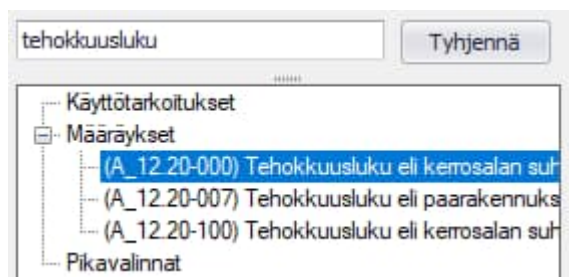 tehokkuusluku
Tyhjennä
Käyttötarkoitukset
Määräykset
(A_12.20-000) Tehokkuusluku eli kerrosalan suh
(A_12.20-007) Tehokkuusluku eli paarakennuks
(A_12.20-100) Tehokkuusluku eli kerrosalan suh
Pikavalinnat